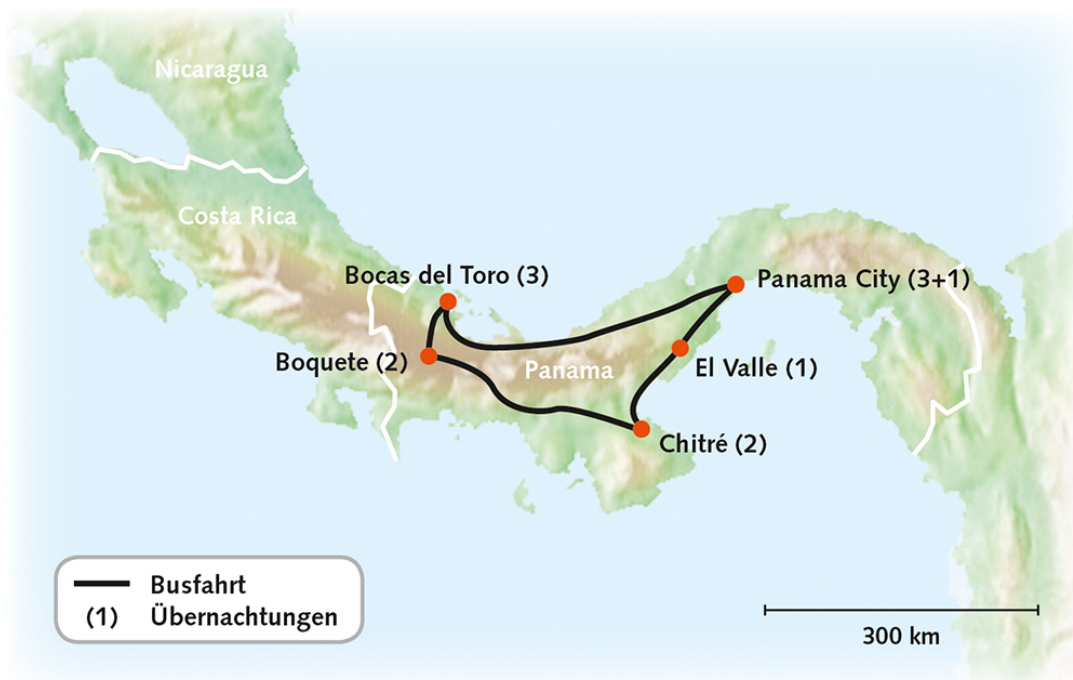 Nicaragua
Costa Rica
Bocas del Toro (3)
Panama City (3+1)
Boquete (2)
Panama
El Valle (1)
Chitré (2)
Busfahrt
(1) Übernachtungen
300 km